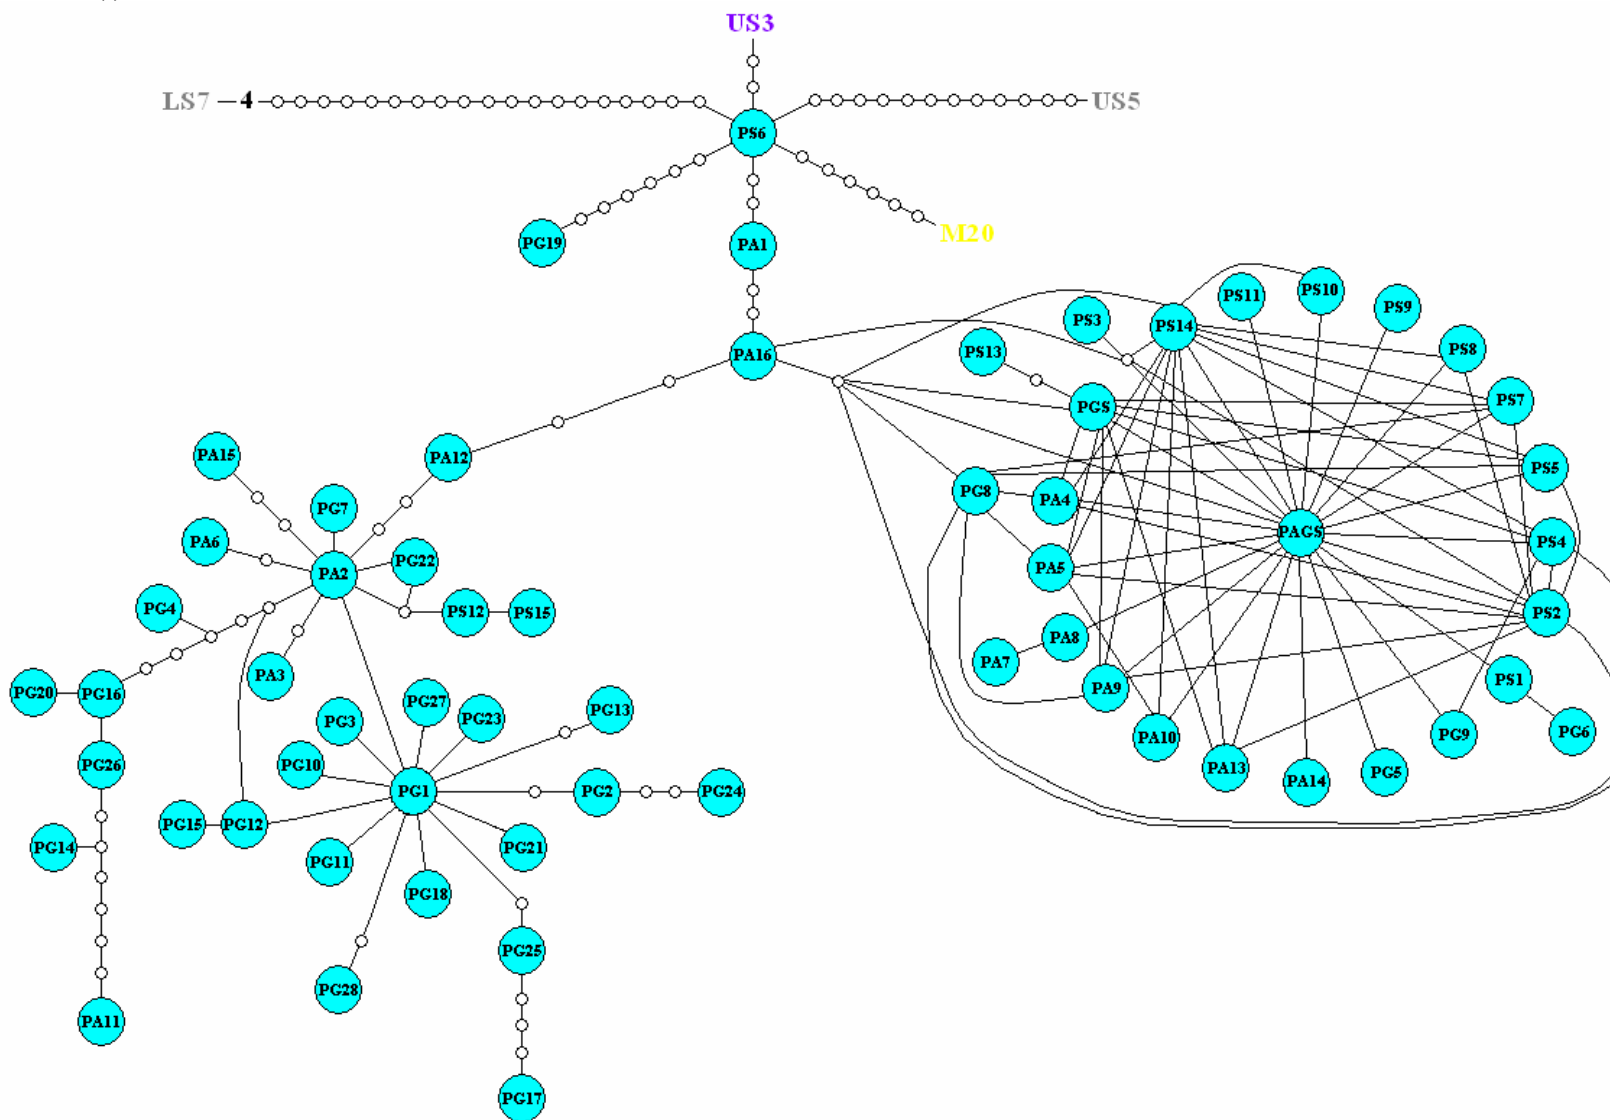 US3
LS7 4 US5
PS6
M20
PG19 PA1
PA16
PS11 PS10 PS9
PS3 PS14
PS13 PS8
PGS PS7
PA15 PA12
PS5
PG8 PA4
PG7
PAGS
PA6 PS4
PG22
PA2 PA5
PG4 PS12 PS15 PS2
PA8
PA7
PA3 PS1
PG20 PG16 PA9
PG27 PG13
PG3 PG23
PA10 PG9 PG6
PG26 PG10 PA13
PG5
PA14
PG1 PG2 PG24
PG15 PG12
PG14 PG21
PG11
PG18
PG25
PG28
PA11
PG17